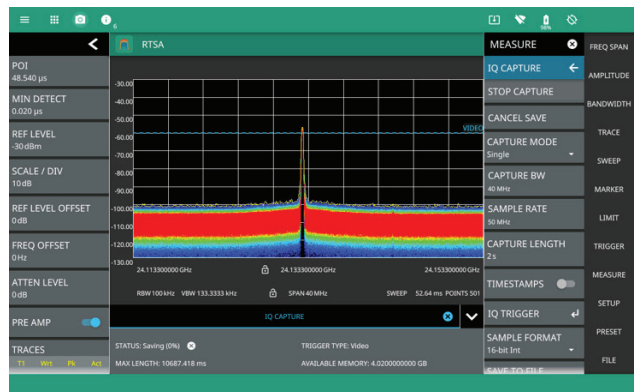 6
56%
RTSA
MEASURE
FREQ SPAN
AMPLITUDE
BANDWIDTH
TRACE
SWEEP
MARKER
LIMIT
TRIGGER
MEASURE
SETUP
PRESET
FILE
POI
48.540 µs
MIN DETECT
0.020 µs
REF LEVEL
-30 dBm
SCALE / DIV
10 dB
REF LEVEL OFFSET
0 dB
FREQ OFFSET
0 Hz
ATTEN LEVEL
0 dB
PRE AMP
TRACES
T1 Wrt Pk Act
-30.00
-40.00
-50.00
-60.00
-70.00
-80.00
-90.00
-100.00
-110.00
-120.00
-130.00
VIDEO
24.113300000 GHz
24.133300000 GHz
24.153300000 GHz
RBW 100 kHz VBW 133.3333 kHz
SPAN 40 MHz
SWEEP 52.64 ms POINTS 501
IQ CAPTURE
STATUS: Saving (0%)
TRIGGER TYPE: Video
MAX LENGTH: 10687.418 ms
AVAILABLE MEMORY: 4.0200000000 GB
IQ CAPTURE
STOP CAPTURE
CANCEL SAVE
CAPTURE MODE
Single
CAPTURE BW
40 MHz
SAMPLE RATE
50 MHz
CAPTURE LENGTH
2 s
TIMESTAMPS
IQ TRIGGER
SAMPLE FORMAT
16-bit Int
SAVE TO FILE